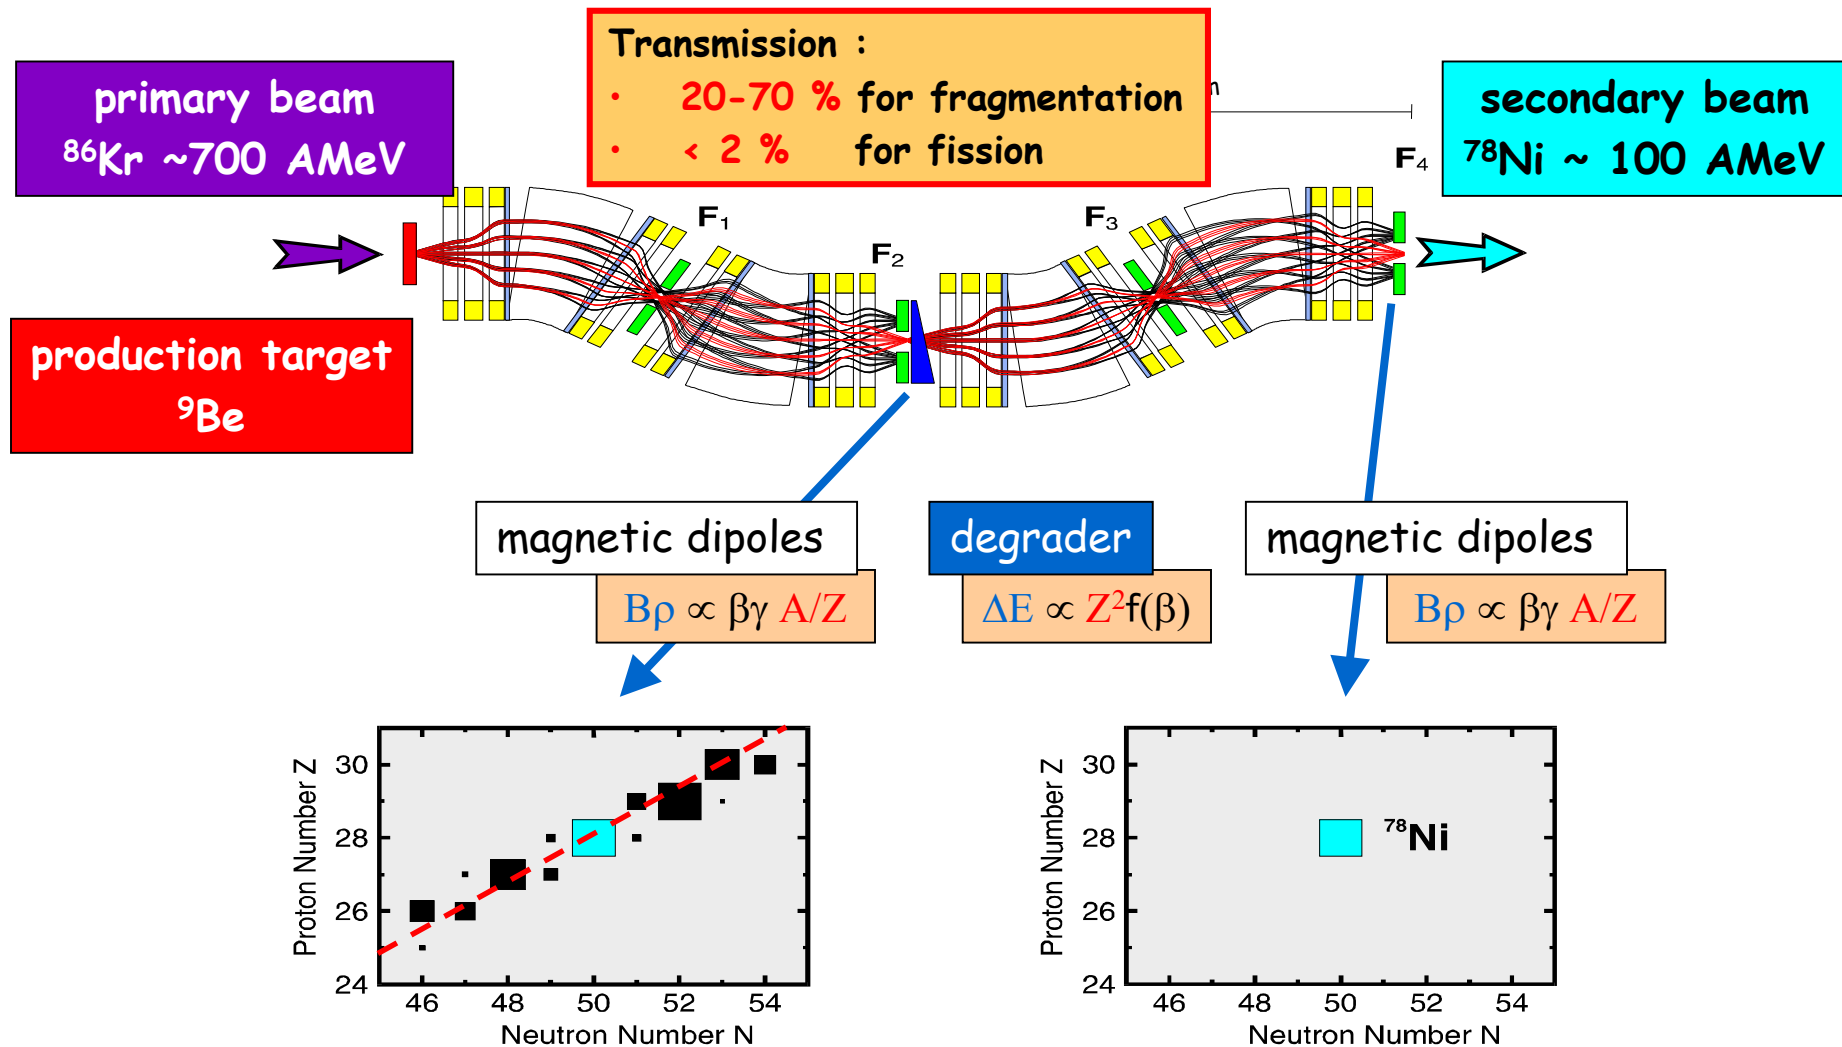 Transmission :
• 20-70 % for fragmentation
• < 2 % for fission
primary beam
⁸⁶Kr ~700 AMeV
secondary beam
⁷⁸Ni ~ 100 AMeV
F₁
F₂
F₃
F₄
production target
⁹Be
magnetic dipoles
Bρ ∝ βγ A/Z
degrader
ΔE ∝ Z²f(β)
magnetic dipoles
Bρ ∝ βγ A/Z
Proton Number Z
30
28
26
24
46 48 50 52 54
Neutron Number N
Proton Number Z
30
28
26
24
⁷⁸Ni
46 48 50 52 54
Neutron Number N